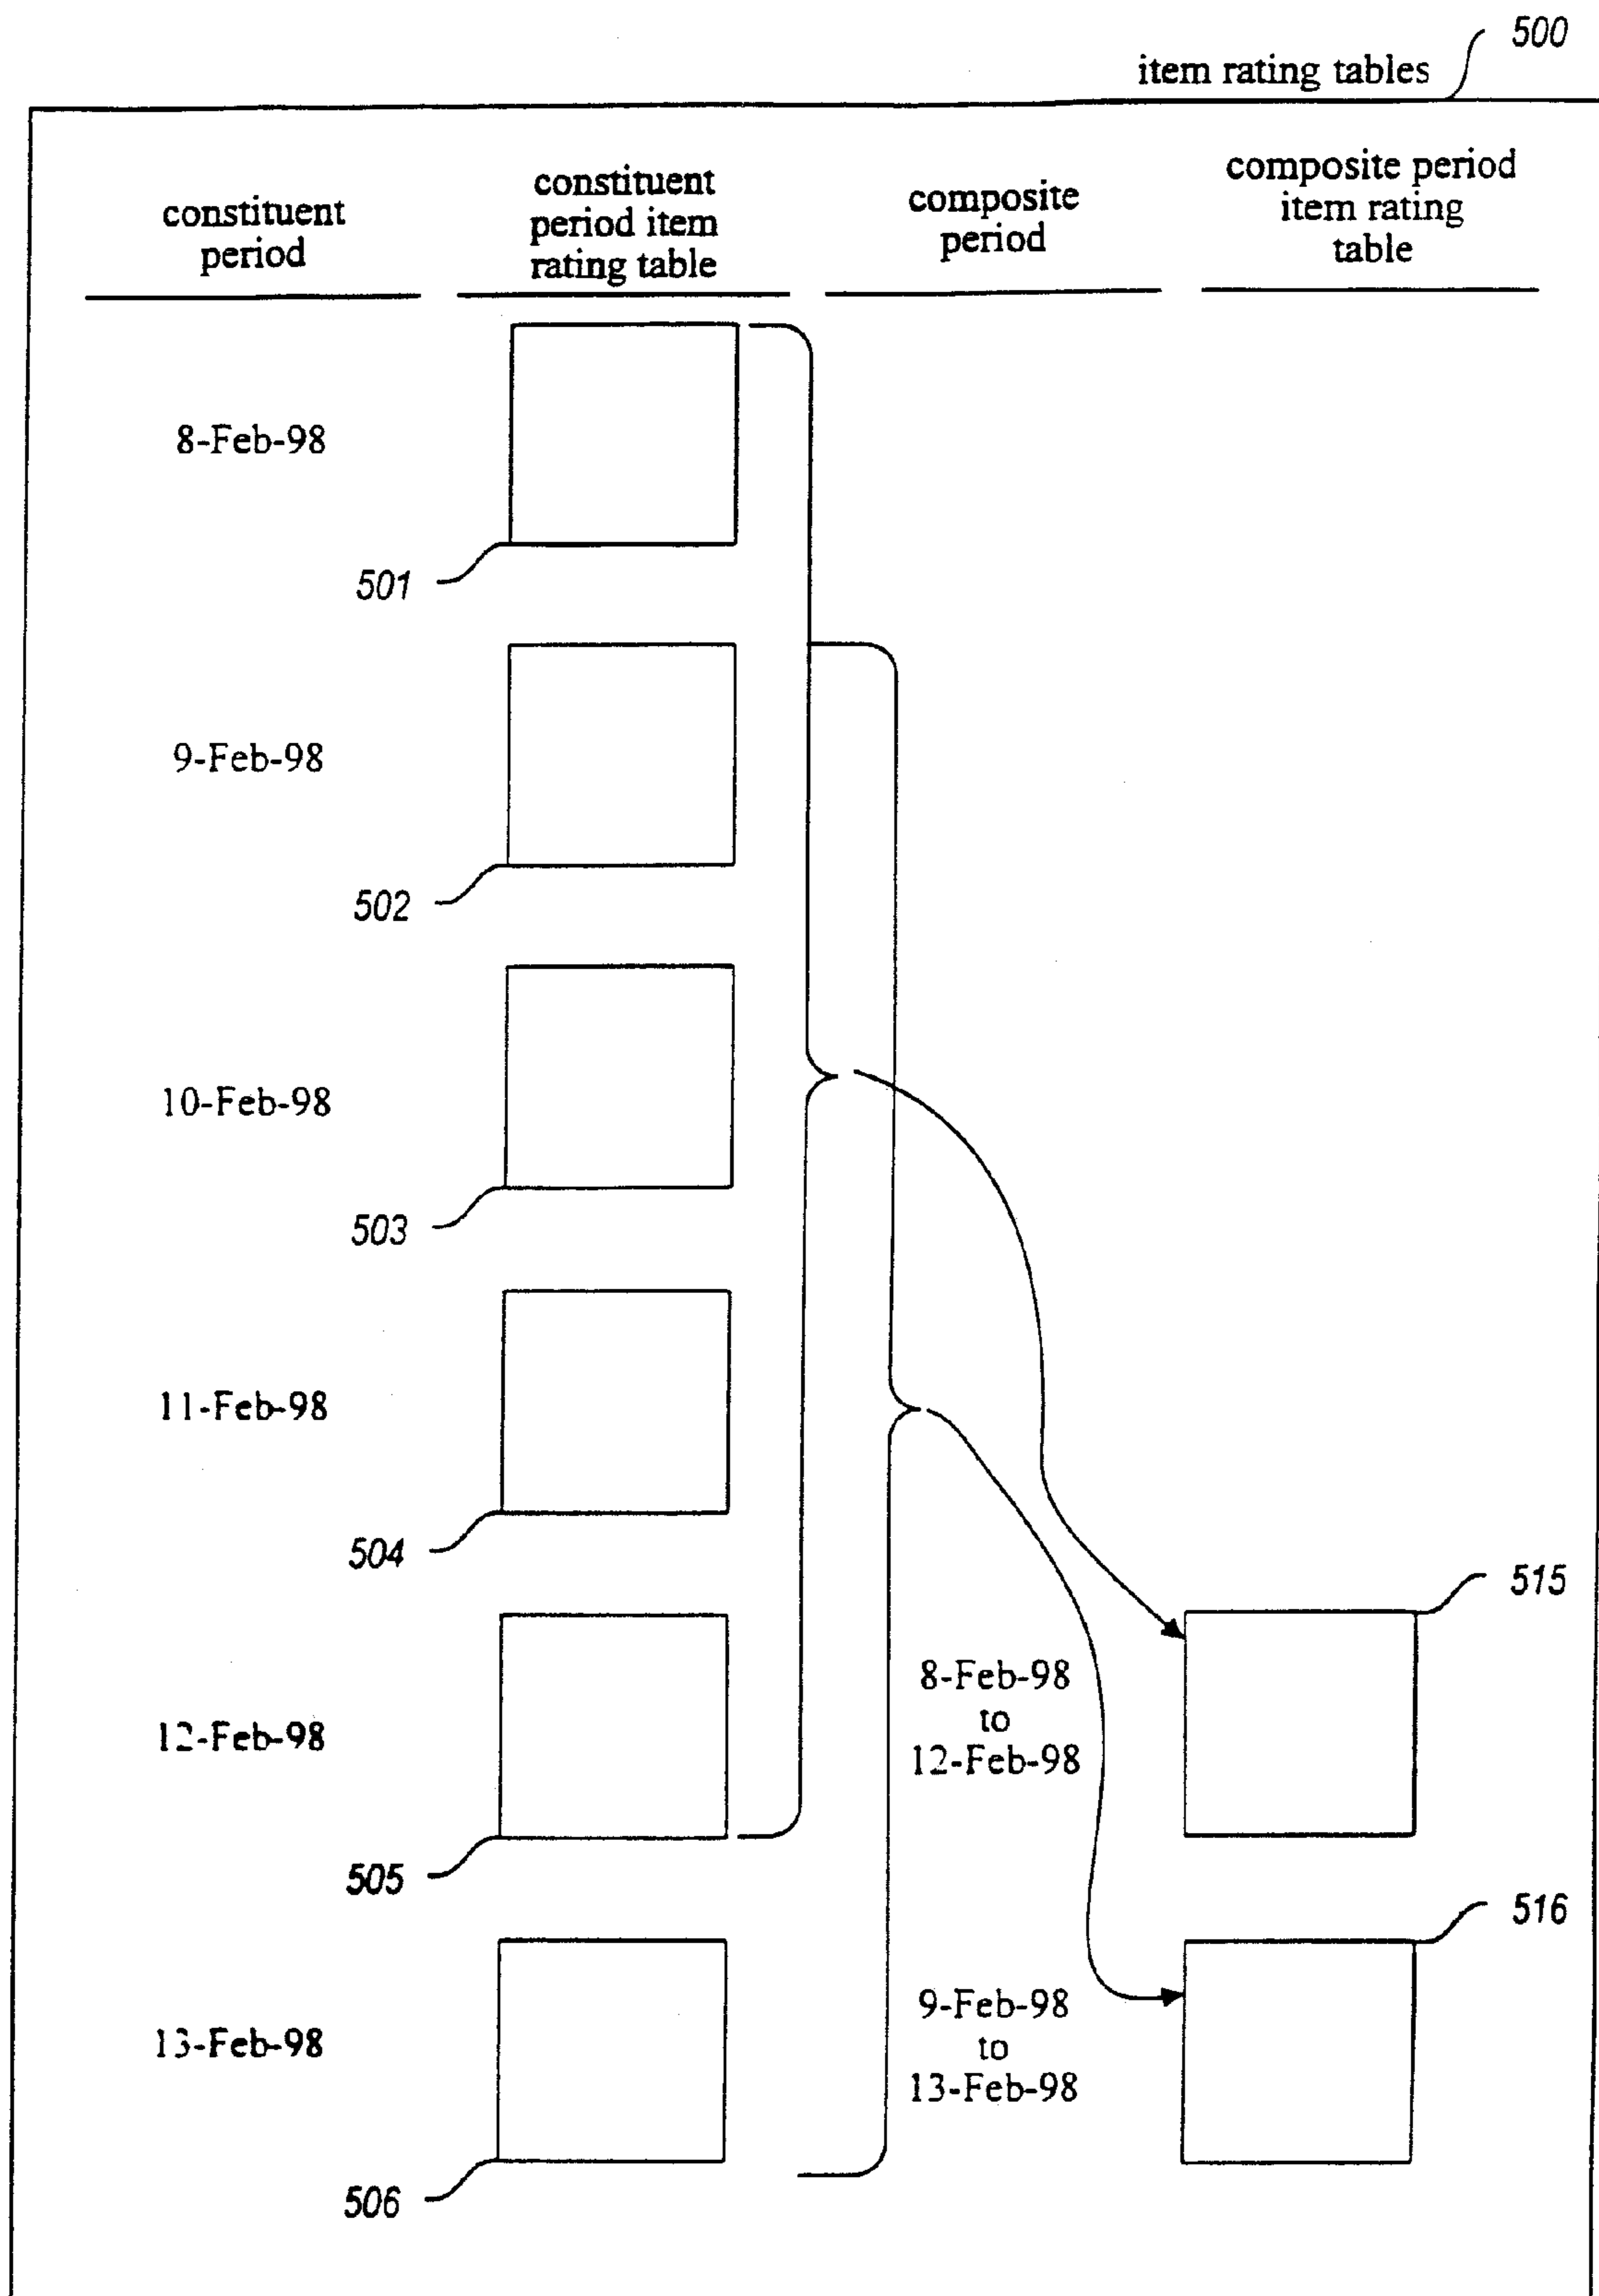 500
item rating tables
constituent
period
constituent
period item
rating table
composite
period
composite period
item rating
table
8-Feb-98
501
9-Feb-98
502
10-Feb-98
503
11-Feb-98
504
12-Feb-98
505
13-Feb-98
506
8-Feb-98
to
12-Feb-98
515
9-Feb-98
to
13-Feb-98
516